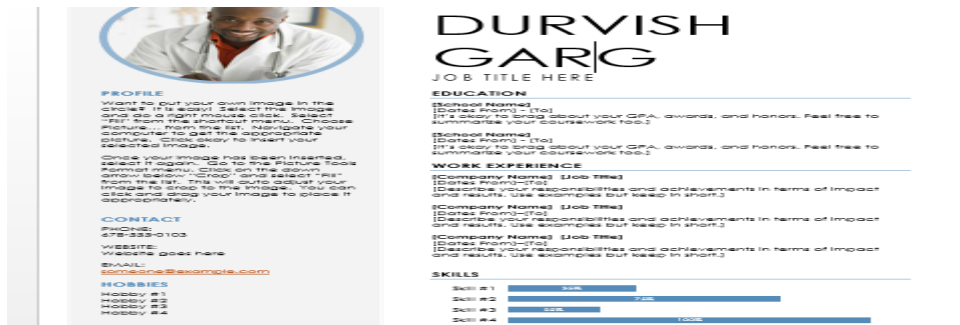 PROFILE
Want to put your own image in the
circle? It is easy! Select the image
and do a right mouse click. Select
"Fill" from the shortcut menu. Choose
Picture… from the list. Navigate your
computer to get the appropriate
picture. Click okay to insert your
selected image.
Once your image has been inserted,
select it again. Go to the Picture Tools
Format menu. Click on the down
arrow below "Crop" and select "Fill"
from the list. This will auto adjust your
image to crop to the image. You can
click and drag your image to place it
appropriately.
CONTACT
PHONE:
678-555-0103
WEBSITE:
Website goes here
EMAIL:
someone@example.com
HOBBIES
Hobby #1
Hobby #2
Hobby #3
Hobby #4
DURVISH
GARG
JOB TITLE HERE
EDUCATION
[School Name]
[Dates From] - [To]
[It's okay to brag about your GPA, awards, and honors. Feel free to
summarize your coursework too.]
[School Name]
[Dates From] - [To]
[It's okay to brag about your GPA, awards, and honors. Feel free to
summarize your coursework too.]
WORK EXPERIENCE
[Company Name] [Job Title]
[Dates From]–[To]
[Describe your responsibilities and achievements in terms of impact
and results. Use examples but keep in short.]
[Company Name] [Job Title]
[Dates From]–[To]
[Describe your responsibilities and achievements in terms of impact
and results. Use examples but keep in short.]
[Company Name] [Job Title]
[Dates From]–[To]
[Describe your responsibilities and achievements in terms of impact
and results. Use examples but keep in short.]
SKILLS
Skill #1
Skill #2 75%
Skill #3
Skill #4 100%